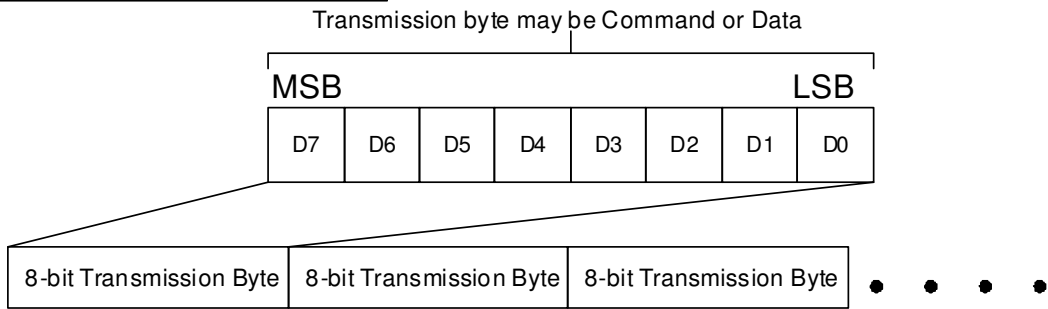 Transmission byte may be Command or Data
MSB LSB
D7 D6 D5 D4 D3 D2 D1 D0
8-bit Transmission Byte 8-bit Transmission Byte 8-bit Transmission Byte